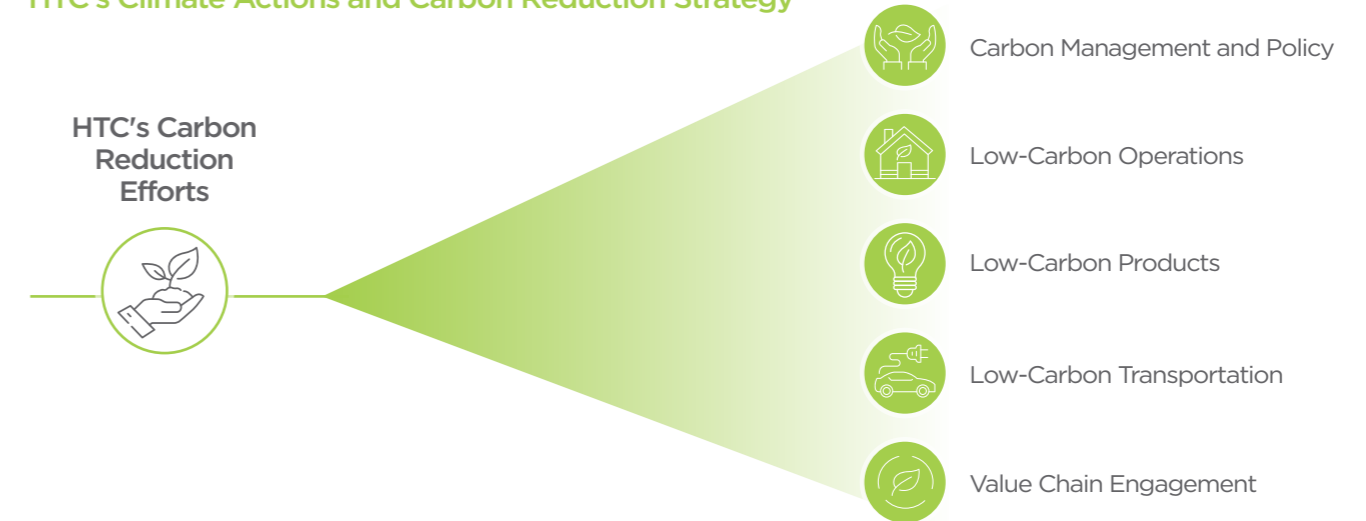 HTC's Climate Actions and Carbon Reduction Strategy
HTC's Carbon
Reduction
Efforts
Carbon Management and Policy
Low-Carbon Operations
Low-Carbon Products
Low-Carbon Transportation
Value Chain Engagement